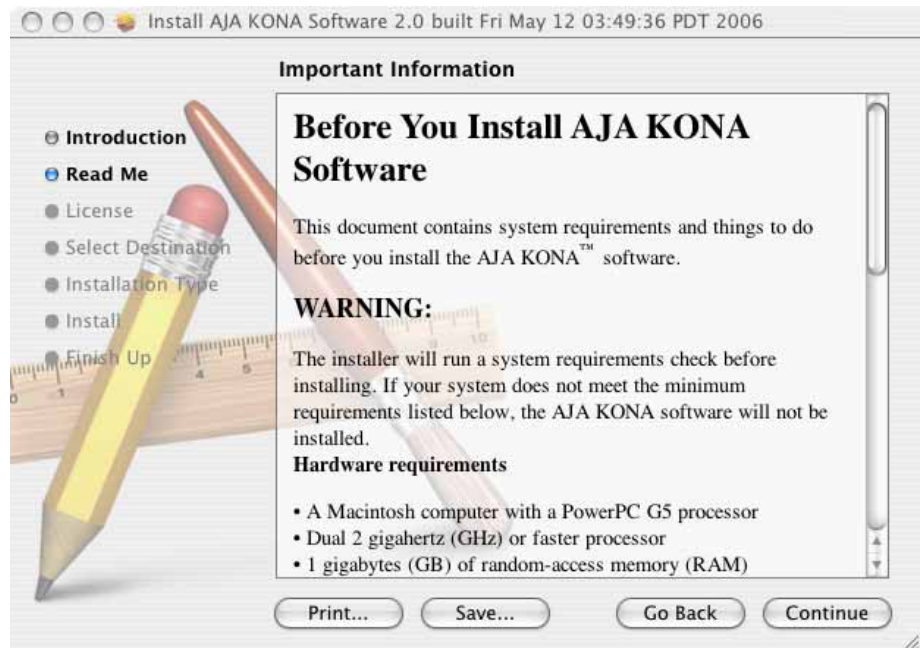 Install AJA KONA Software 2.0 built Fri May 12 03:49:36 PDT 2006
Important Information
Introduction
Read Me
License
Select Destination
Installation Type
Install
Finish Up
Before You Install AJA KONA
Software
This document contains system requirements and things to do
before you install the AJA KONA™ software.
WARNING:
The installer will run a system requirements check before
installing. If your system does not meet the minimum
requirements listed below, the AJA KONA software will not be
installed.
Hardware requirements
• A Macintosh computer with a PowerPC G5 processor
• Dual 2 gigahertz (GHz) or faster processor
• 1 gigabytes (GB) of random-access memory (RAM)
Print...
Save...
Go Back
Continue